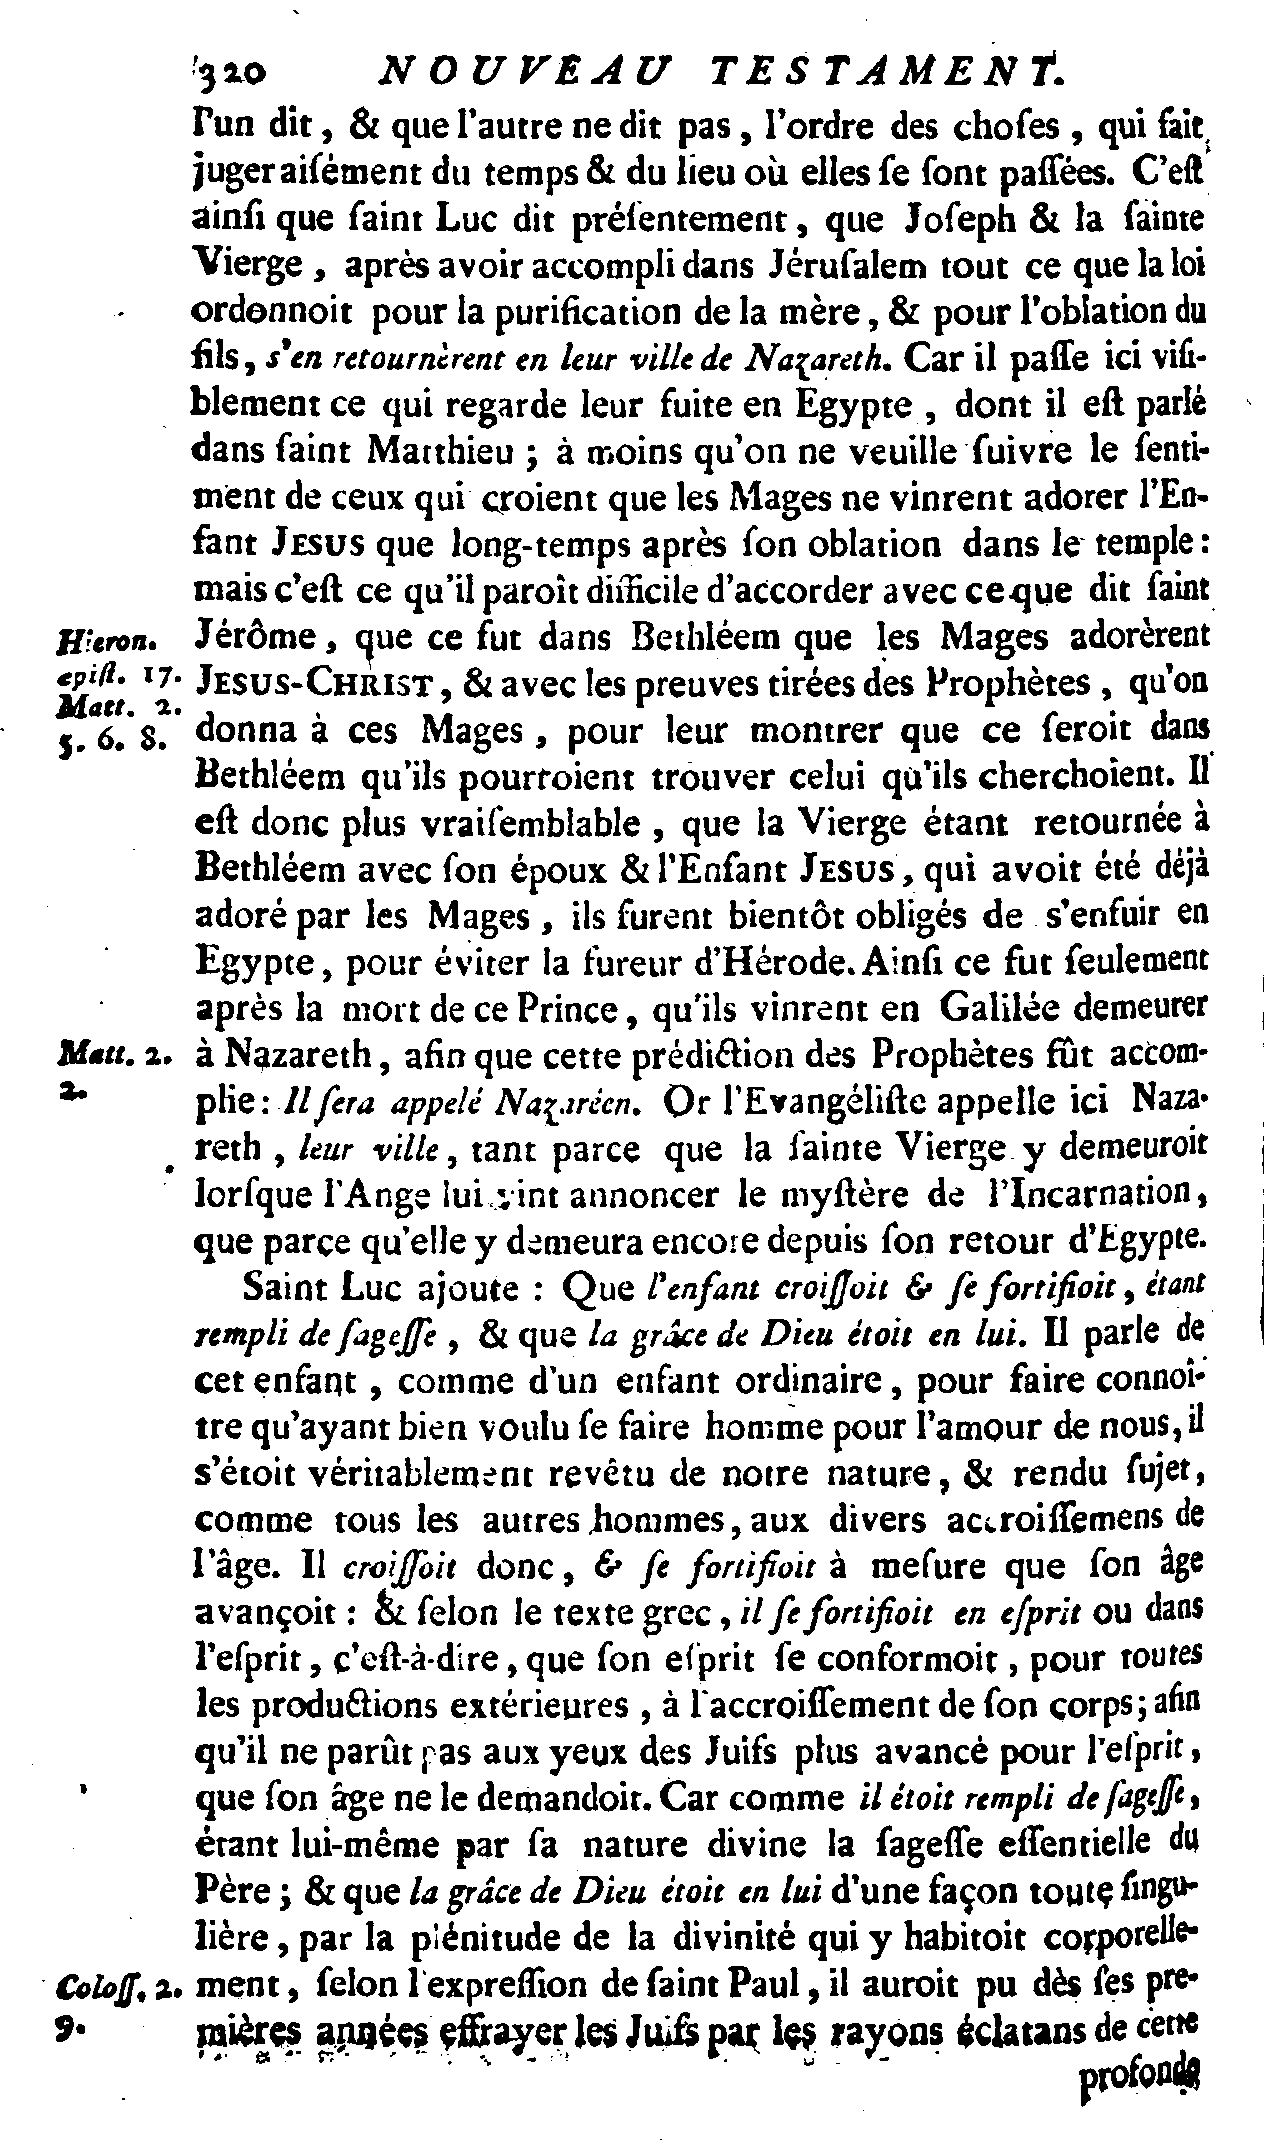 320 NOUVEAU TESTAMENT.
l'un dit, & que l'autre ne dit pas, l'ordre des choſes, qui fait
juger aiſément du temps & du lieu où elles ſe ſont paſſées. C'eſt
ainſi que ſaint Luc dit préſentement, que Joſeph & la ſainte
Vierge, après avoir accompli dans Jéruſalem tout ce que la loi
ordonnoit pour la purification de la mère, & pour l'oblation du
fils, s'en retournèrent en leur ville de Nazareth. Car il paſſe ici viſi-
blement ce qui regarde leur fuite en Egypte, dont il eſt parlé
dans ſaint Matthieu ; à moins qu'on ne veuille ſuivre le ſenti-
ment de ceux qui croient que les Mages ne vinrent adorer l'En-
fant JESUS que long-temps après ſon oblation dans le temple :
mais c'eſt ce qu'il paroît difficile d'accorder avec ce que dit ſaint
Hieron. Jérôme, que ce fut dans Bethléem que les Mages adorèrent
epiſt. 17. JESUS-CHRIST, & avec les preuves tirées des Prophètes, qu'on
Matt. 2.
5. 6. 8. donna à ces Mages, pour leur montrer que ce ſeroit dans
Bethléem qu'ils pourroient trouver celui qu'ils cherchoient. Il
eſt donc plus vraiſemblable, que la Vierge étant retournée à
Bethléem avec ſon époux & l'Enfant JESUS, qui avoit été déjà
adoré par les Mages, ils furent bientôt obligés de s'enfuir en
Egypte, pour éviter la fureur d'Hérode. Ainſi ce fut ſeulement
après la mort de ce Prince, qu'ils vinrent en Galilée demeurer
Matt. 2. à Nazareth, afin que cette prédiction des Prophètes fût accom-
2. plie : Il ſera appelé Nazaréen. Or l'Evangéliſte appelle ici Naza-
reth, leur ville, tant parce que la ſainte Vierge y demeuroit
lorſque l'Ange lui vint annoncer le myſtère de l'Incarnation,
que parce qu'elle y demeura encore depuis ſon retour d'Egypte.
Saint Luc ajoute : Que l'enfant croiſſoit & ſe fortifioit, étant
rempli de ſageſſe, & que la grâce de Dieu étoit en lui. Il parle de
cet enfant, comme d'un enfant ordinaire, pour faire connoî-
tre qu'ayant bien voulu ſe faire homme pour l'amour de nous, il
s'étoit véritablement revêtu de notre nature, & rendu ſujet,
comme tous les autres hommes, aux divers accroiſſemens de
l'âge. Il croiſſoit donc, & ſe fortifioit à meſure que ſon âge
avançoit : & ſelon le texte grec, il ſe fortifioit en eſprit ou dans
l'eſprit, c'eſt-à-dire, que ſon eſprit ſe conformoit, pour toutes
les productions extérieures, à l'accroiſſement de ſon corps ; afin
qu'il ne parût pas aux yeux des Juifs plus avancé pour l'eſprit,
que ſon âge ne le demandoit. Car comme il étoit rempli de ſageſſe,
étant lui-même par ſa nature divine la ſageſſe eſſentielle du
Père ; & que la grâce de Dieu étoit en lui d'une façon toute ſingu-
lière, par la plénitude de la divinité qui y habitoit corporelle-
Coloſſ. 2. ment, ſelon l'expreſſion de ſaint Paul, il auroit pu dès ſes pre-
9. mières années effrayer les Juifs par les rayons éclatans de cette
profonde